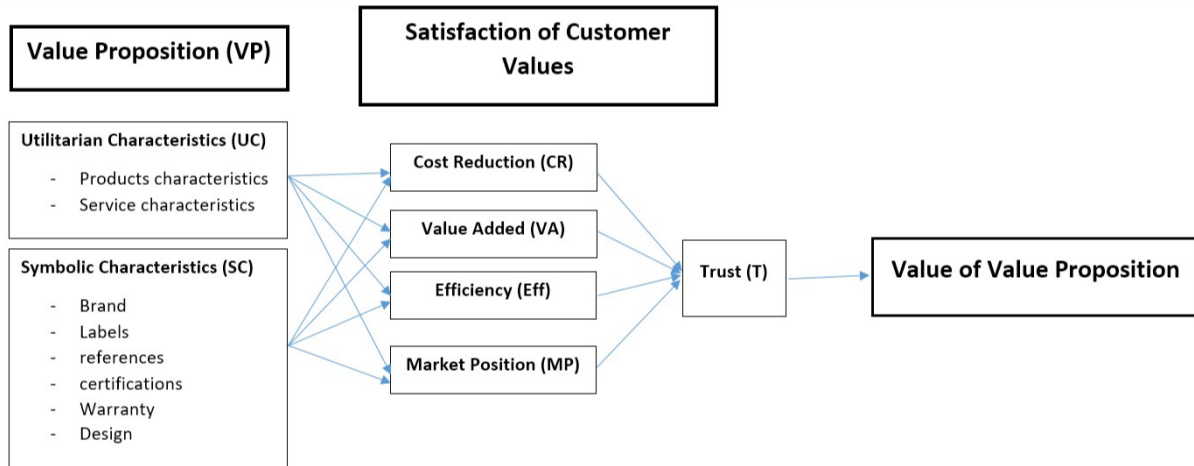 Value Proposition (VP)
Satisfaction of Customer
Values
Utilitarian Characteristics (UC)
- Products characteristics
- Service characteristics
Symbolic Characteristics (SC)
- Brand
- Labels
- references
- certifications
- Warranty
- Design
Cost Reduction (CR)
Value Added (VA)
Efficiency (Eff)
Market Position (MP)
Trust (T)
Value of Value Proposition